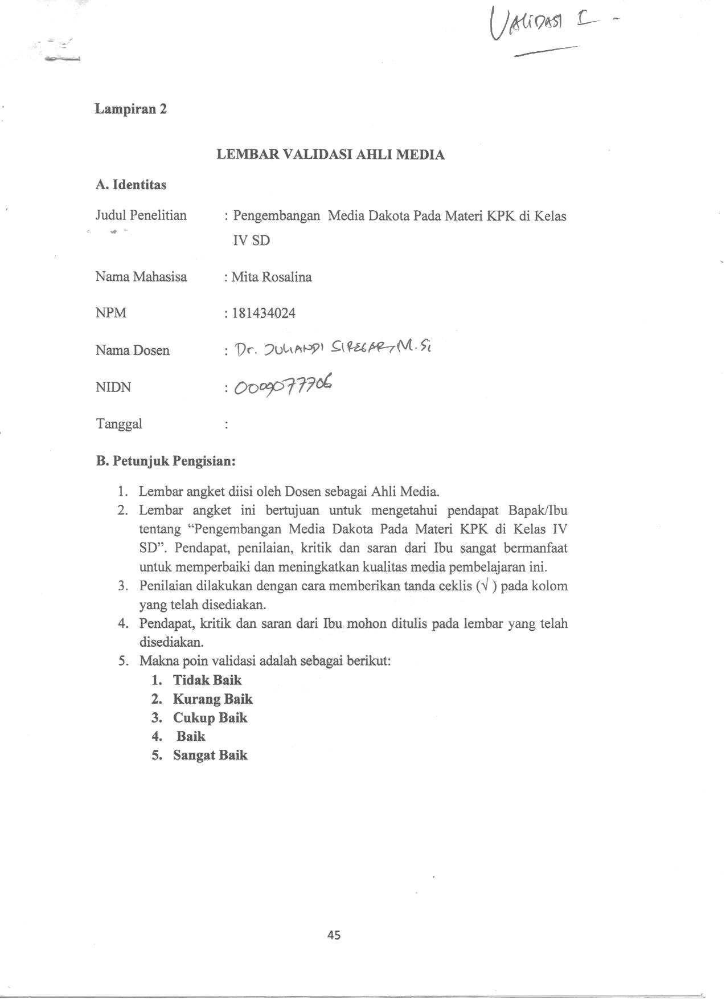 VALIDASI I -
Lampiran 2
LEMBAR VALIDASI AHLI MEDIA
A. Identitas
Judul Penelitian : Pengembangan Media Dakota Pada Materi KPK di Kelas
IV SD
Nama Mahasisa : Mita Rosalina
NPM : 181434024
Nama Dosen : Dr. JULIANDI SIREGAR, M.Si
NIDN : 0009077706
Tanggal :
B. Petunjuk Pengisian:
1. Lembar angket diisi oleh Dosen sebagai Ahli Media.
2. Lembar angket ini bertujuan untuk mengetahui pendapat Bapak/Ibu
tentang “Pengembangan Media Dakota Pada Materi KPK di Kelas IV
SD”. Pendapat, penilaian, kritik dan saran dari Ibu sangat bermanfaat
untuk memperbaiki dan meningkatkan kualitas media pembelajaran ini.
3. Penilaian dilakukan dengan cara memberikan tanda ceklis (√ ) pada kolom
yang telah disediakan.
4. Pendapat, kritik dan saran dari Ibu mohon ditulis pada lembar yang telah
disediakan.
5. Makna poin validasi adalah sebagai berikut:
1. Tidak Baik
2. Kurang Baik
3. Cukup Baik
4. Baik
5. Sangat Baik
45